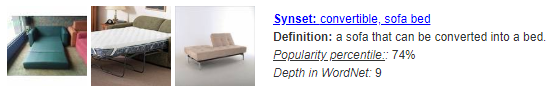 Synset: convertible, sofa bed
Definition: a sofa that can be converted into a bed.
Popularity percentile:: 74%
Depth in WordNet: 9